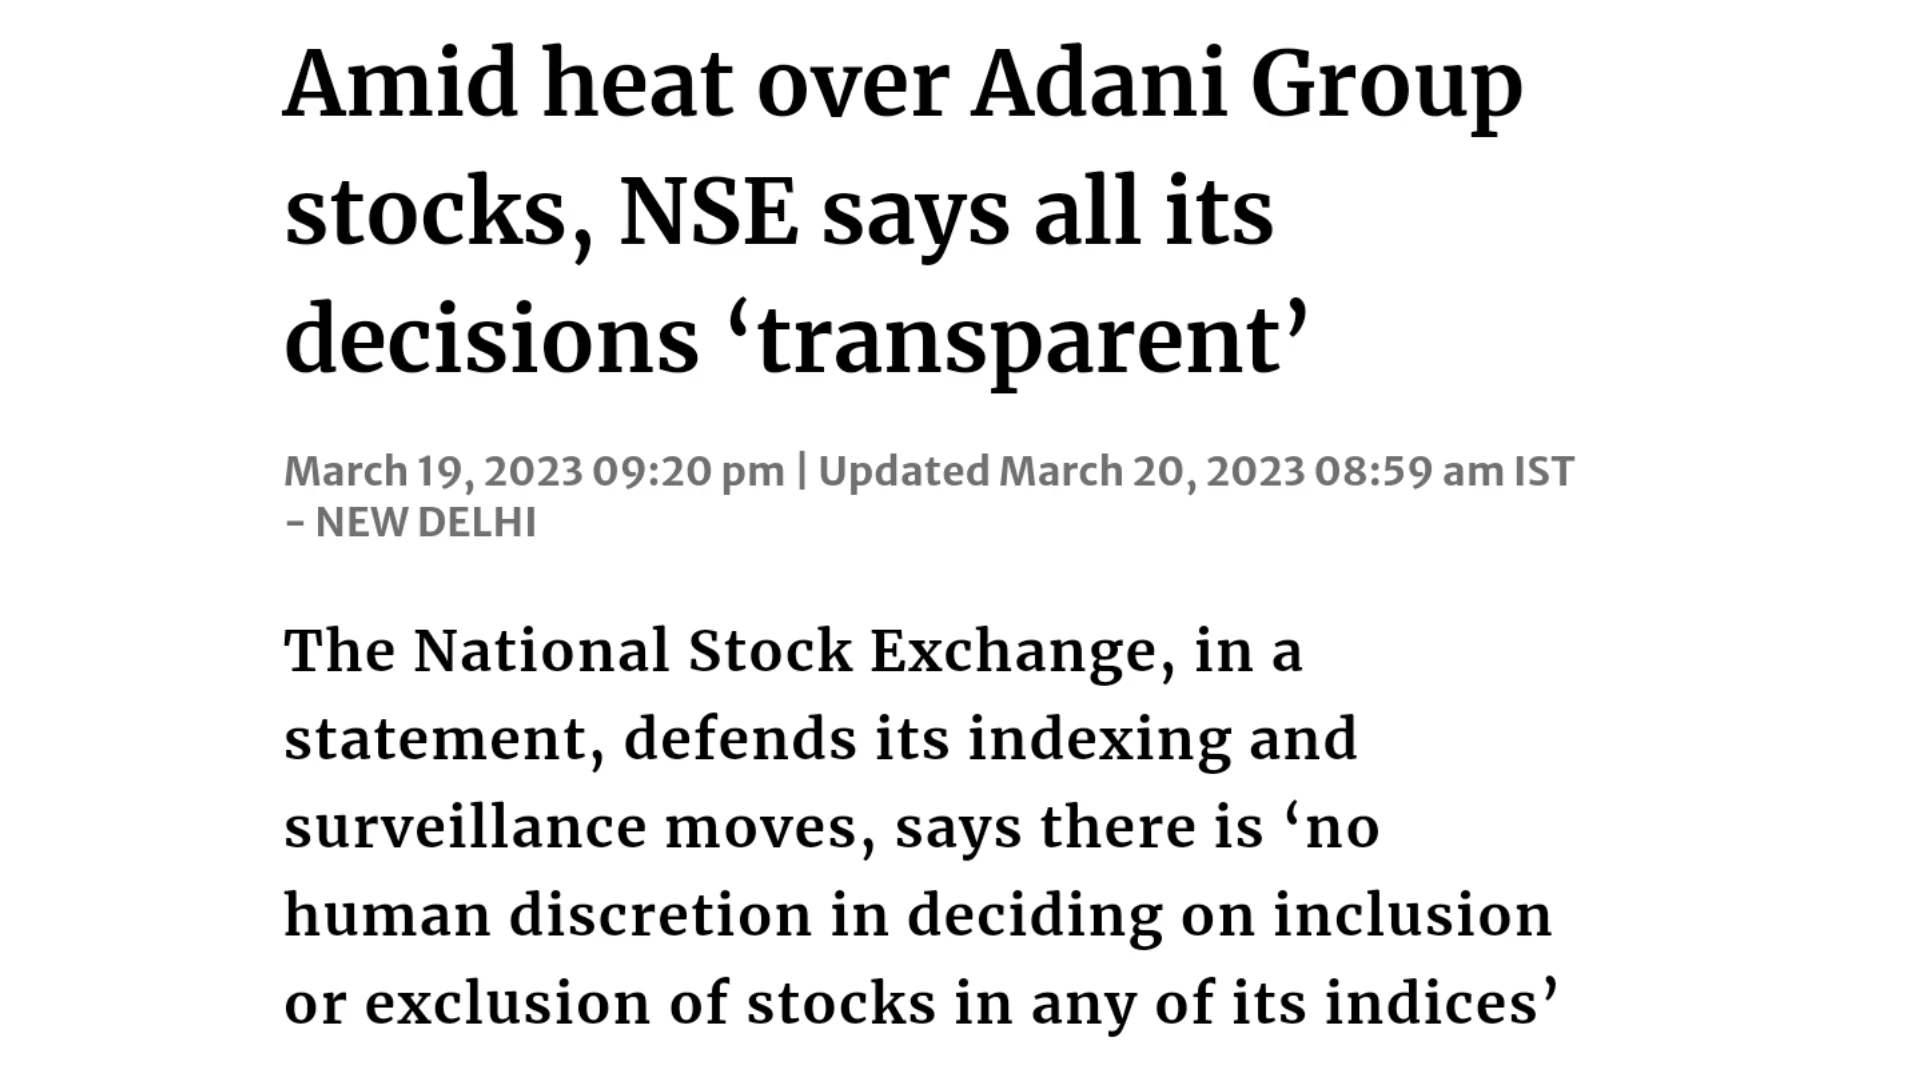 Amid heat over Adani Group
stocks, NSE says all its
decisions ‘transparent’
March 19, 2023 09:20 pm | Updated March 20, 2023 08:59 am IST
- NEW DELHI
The National Stock Exchange, in a
statement, defends its indexing and
surveillance moves, says there is ‘no
human discretion in deciding on inclusion
or exclusion of stocks in any of its indices’